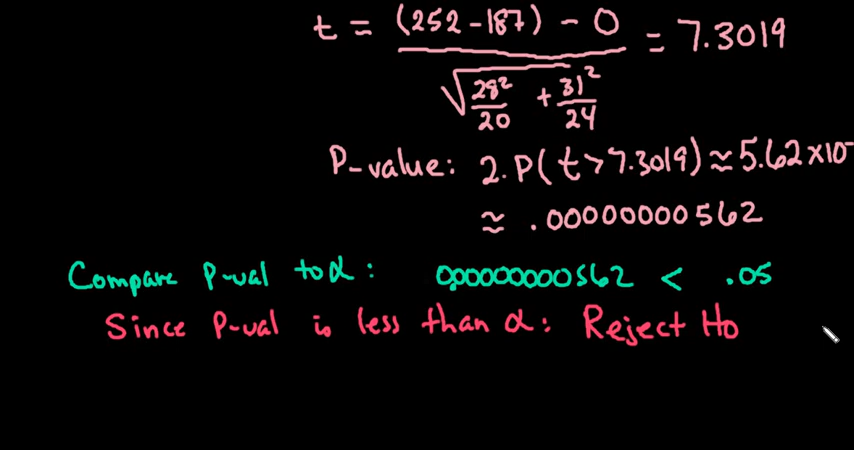 t = (252 - 187) - 0 / √(28²/20 + 31²/24) = 7.3019
P-value: 2.P(t > 7.3019) ≈ 5.62 × 10⁻
≈ .00000000562
Compare P-val to α: 0.00000000562 < .05
Since P-val is less than α: Reject Ho